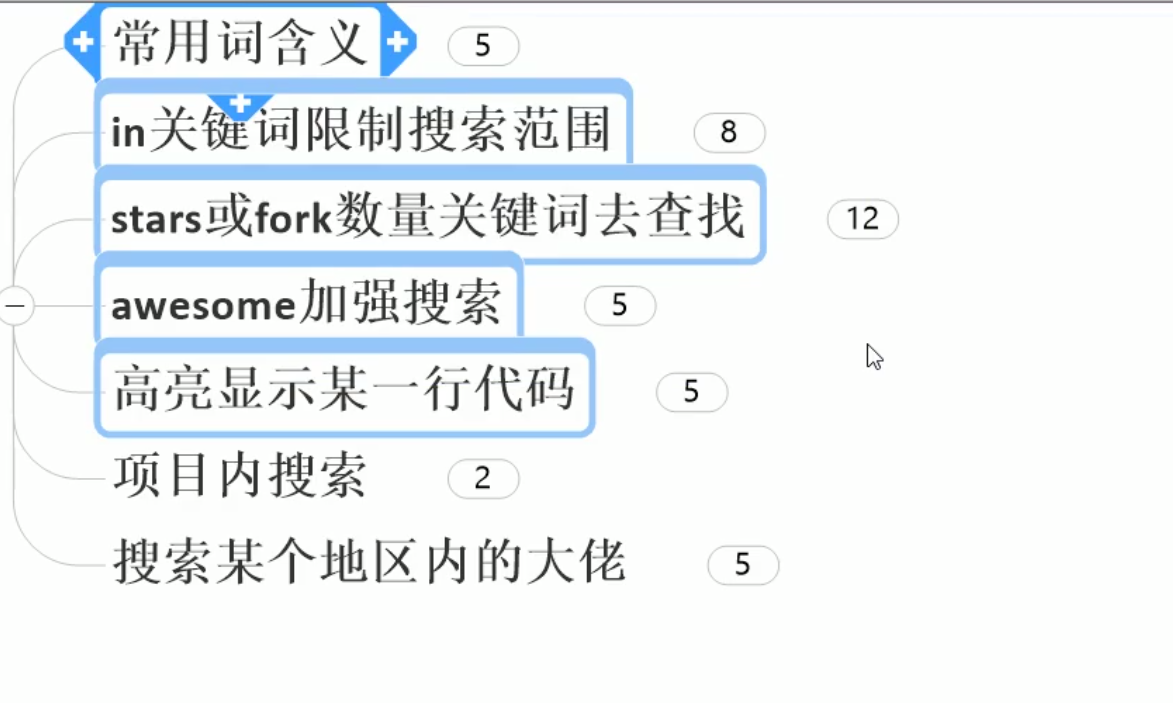 常用词含义 5
in关键词限制搜索范围 8
stars或fork数量关键词去查找 12
awesome加强搜索 5
高亮显示某一行代码 5
项目内搜索 2
搜索某个地区内的大佬 5